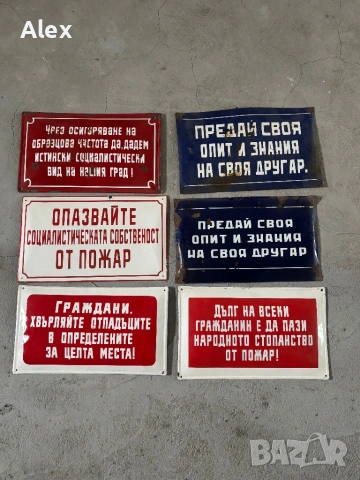 Alex
ЧРЕЗ ОСИГУРЯВАНЕ НА
ОБРАЗЦОВА ЧИСТОТА ДА ДАДЕМ
ИСТИНСКИ СОЦИАЛИСТИЧЕСКИ
ВИД НА НАШИЯ ГРАД!
ПРЕДАЙ СВОЯ
ОПИТ И ЗНАНИЯ
НА СВОЯ ДРУГАР.
ОПАЗВАЙТЕ
СОЦИАЛИСТИЧЕСКАТА СОБСТВЕНОСТ
ОТ ПОЖАР
ПРЕДАЙ СВОЯ
ОПИТ И ЗНАНИЯ
НА СВОЯ ДРУГАР
ГРАЖДАНИ,
ХВЪРЛЯЙТЕ ОТПАДЪЦИТЕ
В ОПРЕДЕЛЕНИТЕ
ЗА ЦЕЛТА МЕСТА!
ДЪЛГ НА ВСЕКИ
ГРАЖДАНИН Е ДА ПАЗИ
НАРОДНОТО СТОПАНСТВО
ОТ ПОЖАР!
BAZAR